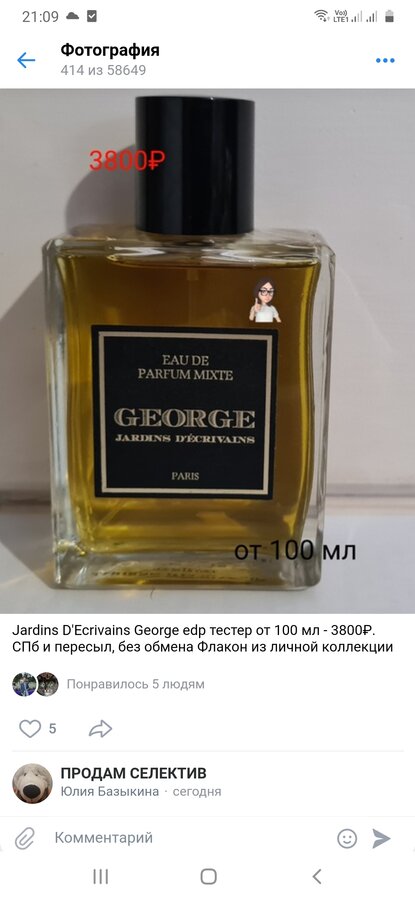 21:09
Vo))
LTE1
Фотография
414 из 58649
3800₽
EAU DE
PARFUM MIXTE
GEORGE
JARDINS D'ÉCRIVAINS
PARIS
от 100 мл
Jardins D'Ecrivains George edp тестер от 100 мл - 3800₽.
СПб и пересыл, без обмена Флакон из личной коллекции
Понравилось 5 людям
5
ПРОДАМ СЕЛЕКТИВ
Юлия Базыкина · сегодня
Комментарий